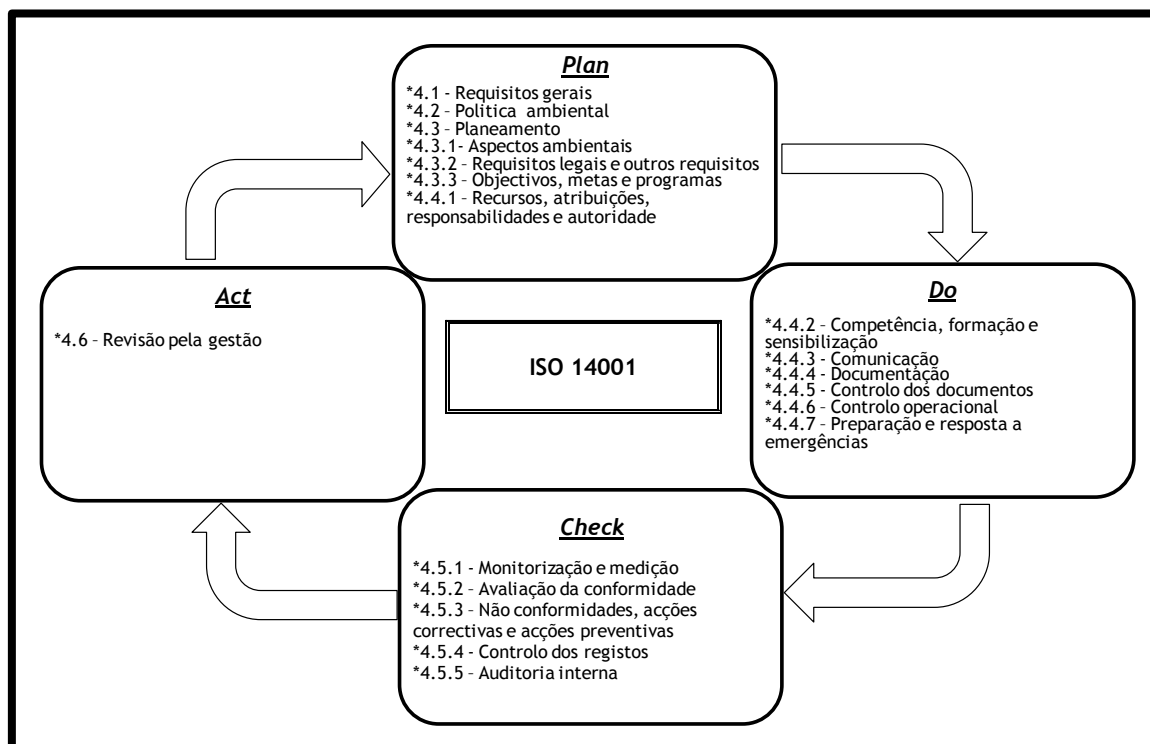 Plan
*4.1 - Requisitos gerais
*4.2 – Politica ambiental
*4.3 – Planeamento
*4.3.1- Aspectos ambientais
*4.3.2 – Requisitos legais e outros requisitos
*4.3.3 – Objectivos, metas e programas
*4.4.1 – Recursos, atribuições,
responsabilidades e autoridade
Do
*4.4.2 – Competência, formação e
sensibilização
*4.4.3 - Comunicação
*4.4.4 – Documentação
*4.4.5 - Controlo dos documentos
*4.4.6 – Controlo operacional
*4.4.7 – Preparação e resposta a
emergências
Check
*4.5.1 - Monitorização e medição
*4.5.2 – Avaliação da conformidade
*4.5.3 – Não conformidades, acções
correctivas e acções preventivas
*4.5.4 – Controlo dos registos
*4.5.5 – Auditoria interna
Act
*4.6 – Revisão pela gestão
ISO 14001